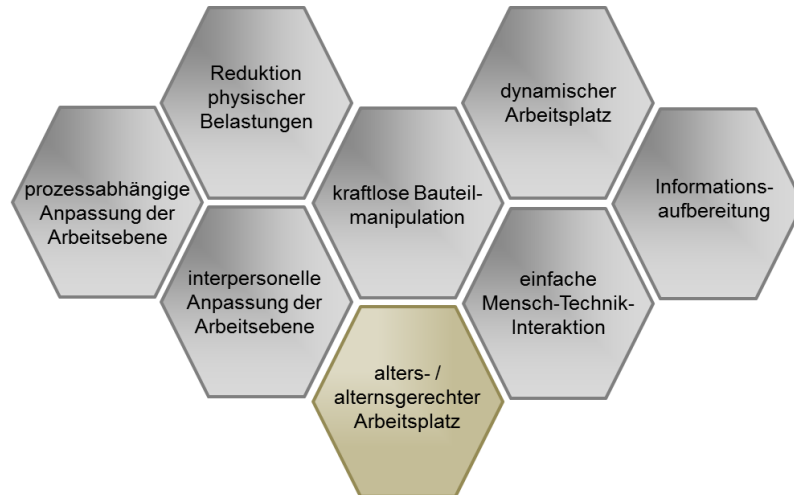 Reduktion
physischer
Belastungen
dynamischer
Arbeitsplatz
prozessabhängige
Anpassung der
Arbeitsebene
kraftlose Bauteil-
manipulation
Informations-
aufbereitung
interpersonelle
Anpassung der
Arbeitsebene
einfache
Mensch-Technik-
Interaktion
alters- /
alternsgerechter
Arbeitsplatz